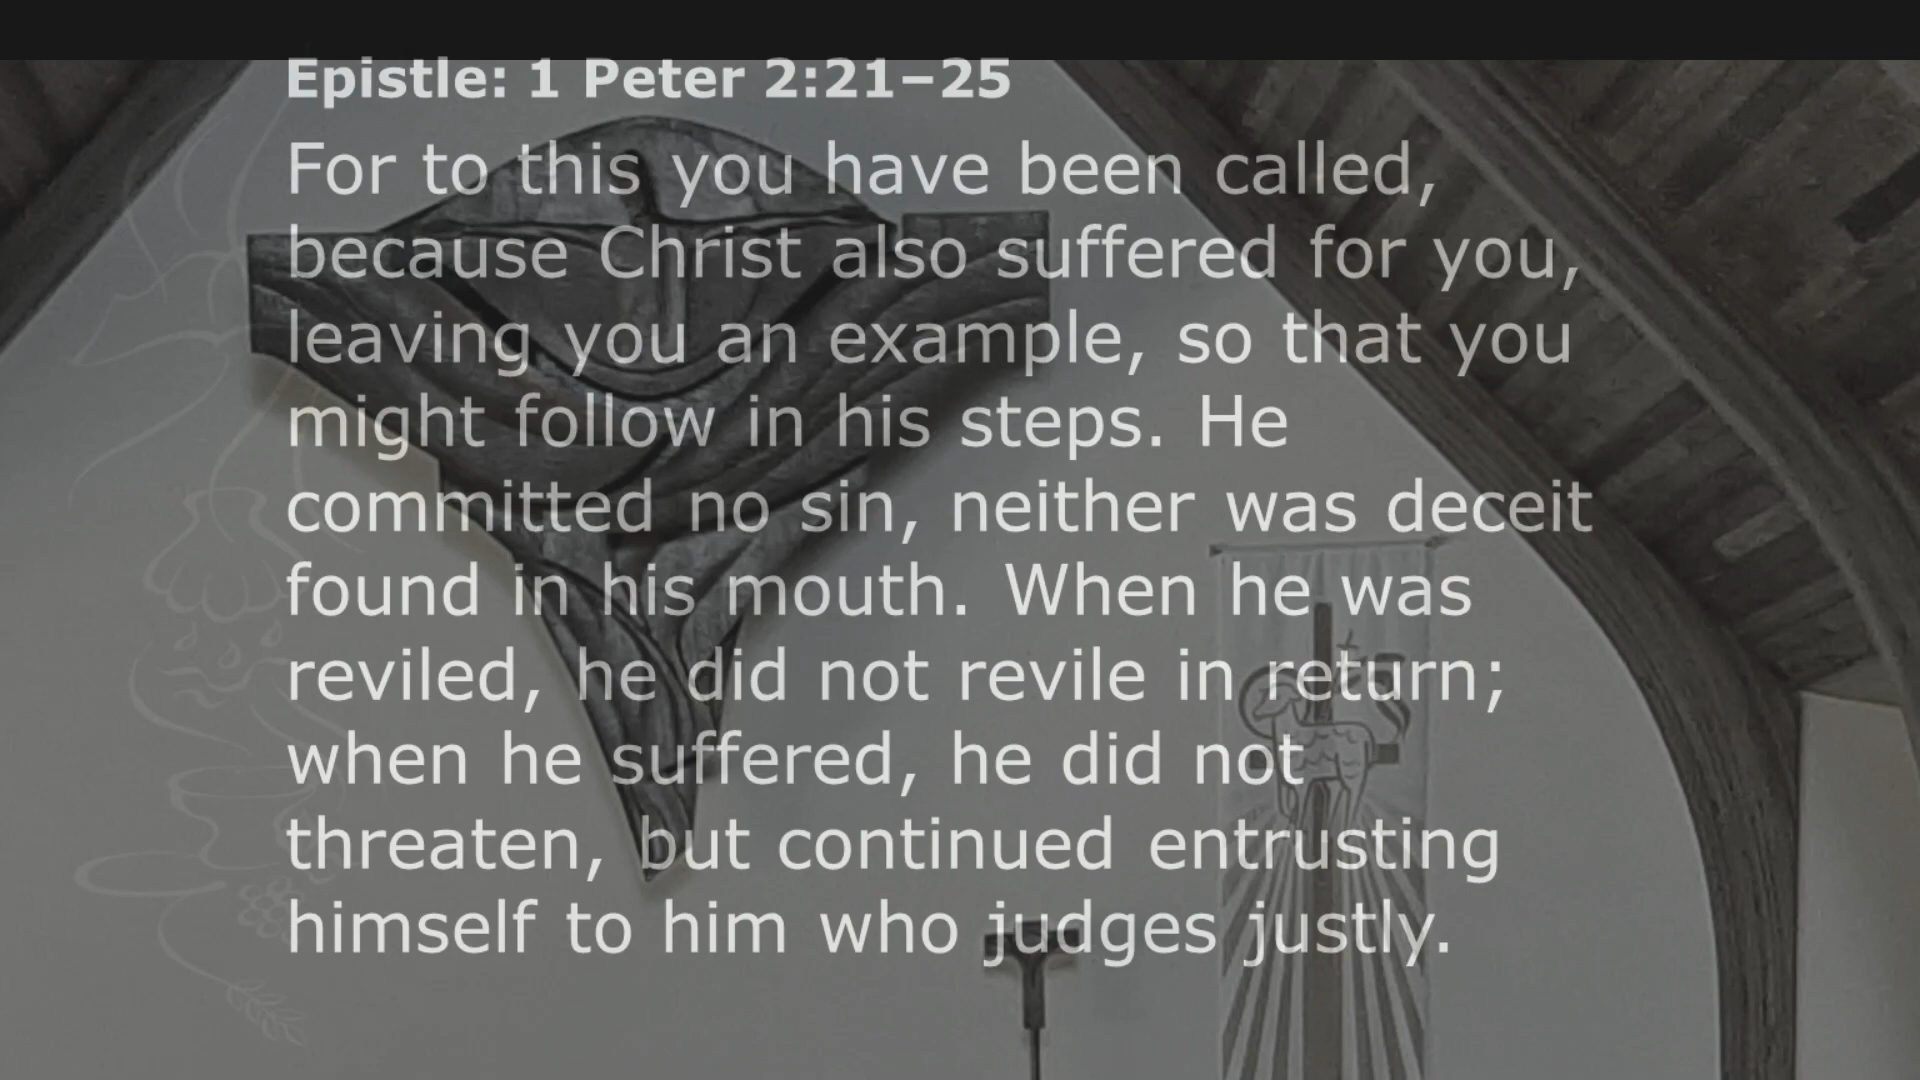 Epistle: 1 Peter 2:21–25
For to this you have been called,
because Christ also suffered for you,
leaving you an example, so that you
might follow in his steps. He
committed no sin, neither was deceit
found in his mouth. When he was
reviled, he did not revile in return;
when he suffered, he did not
threaten, but continued entrusting
himself to him who judges justly.